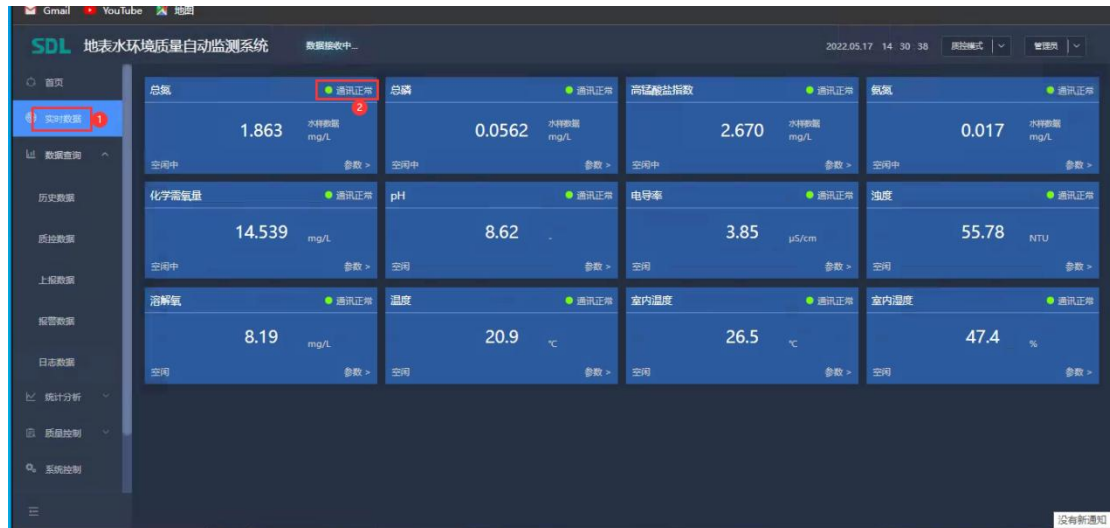 Gmail YouTube 地图
SDL 地表水环境质量自动监测系统 数据接收中... 2022.05.17 14 : 30 : 38 质控模式 管理员
首页
实时数据 1
数据查询
历史数据
质控数据
上报数据
报警数据
日志数据
统计分析
质量控制
系统控制
总氮 通讯正常 2
1.863 水样数据 mg/L
空闲中 参数 >
总磷 通讯正常
0.0562 水样数据 mg/L
空闲中 参数 >
高锰酸盐指数 通讯正常
2.670 水样数据 mg/L
空闲中 参数 >
氨氮 通讯正常
0.017 水样数据 mg/L
空闲中 参数 >
化学需氧量 通讯正常
14.539 mg/L
空闲中 参数 >
pH 通讯正常
8.62 -
空闲 参数 >
电导率 通讯正常
3.85 μS/cm
空闲 参数 >
浊度 通讯正常
55.78 NTU
空闲 参数 >
溶解氧 通讯正常
8.19 mg/L
空闲 参数 >
温度 通讯正常
20.9 ℃
空闲 参数 >
室内温度 通讯正常
26.5 ℃
空闲 参数 >
室内湿度 通讯正常
47.4 %
空闲 参数 >
没有新通知